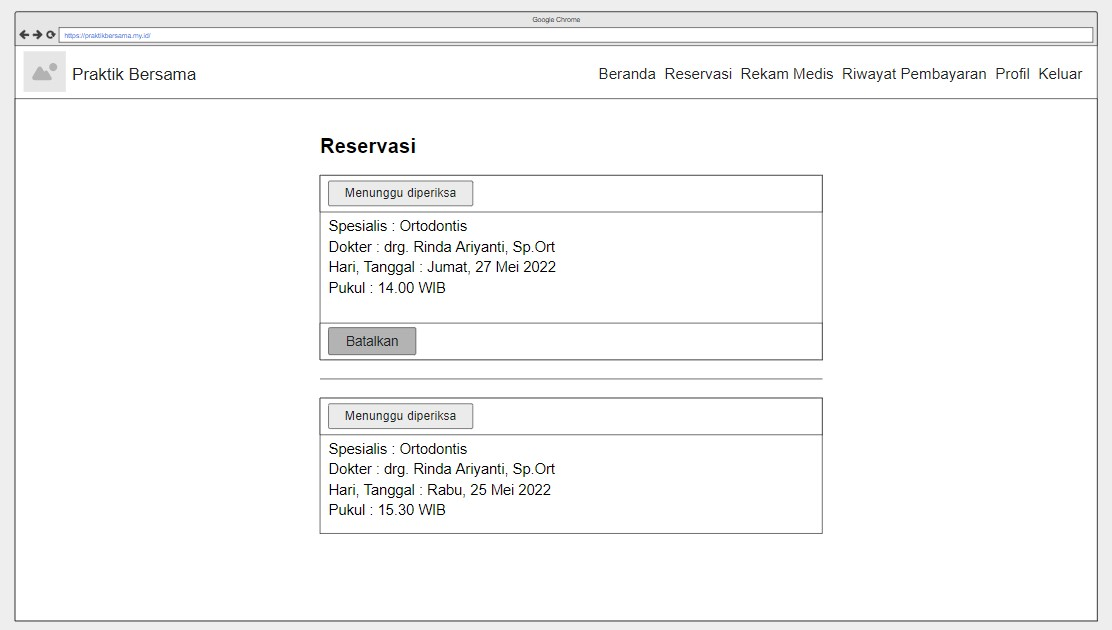 Google Chrome
https://praktikbersama.my.id/
Praktik Bersama
Beranda Reservasi Rekam Medis Riwayat Pembayaran Profil Keluar
Reservasi
Menunggu diperiksa
Spesialis : Ortodontis
Dokter : drg. Rinda Ariyanti, Sp.Ort
Hari, Tanggal : Jumat, 27 Mei 2022
Pukul : 14.00 WIB
Batalkan
Menunggu diperiksa
Spesialis : Ortodontis
Dokter : drg. Rinda Ariyanti, Sp.Ort
Hari, Tanggal : Rabu, 25 Mei 2022
Pukul : 15.30 WIB